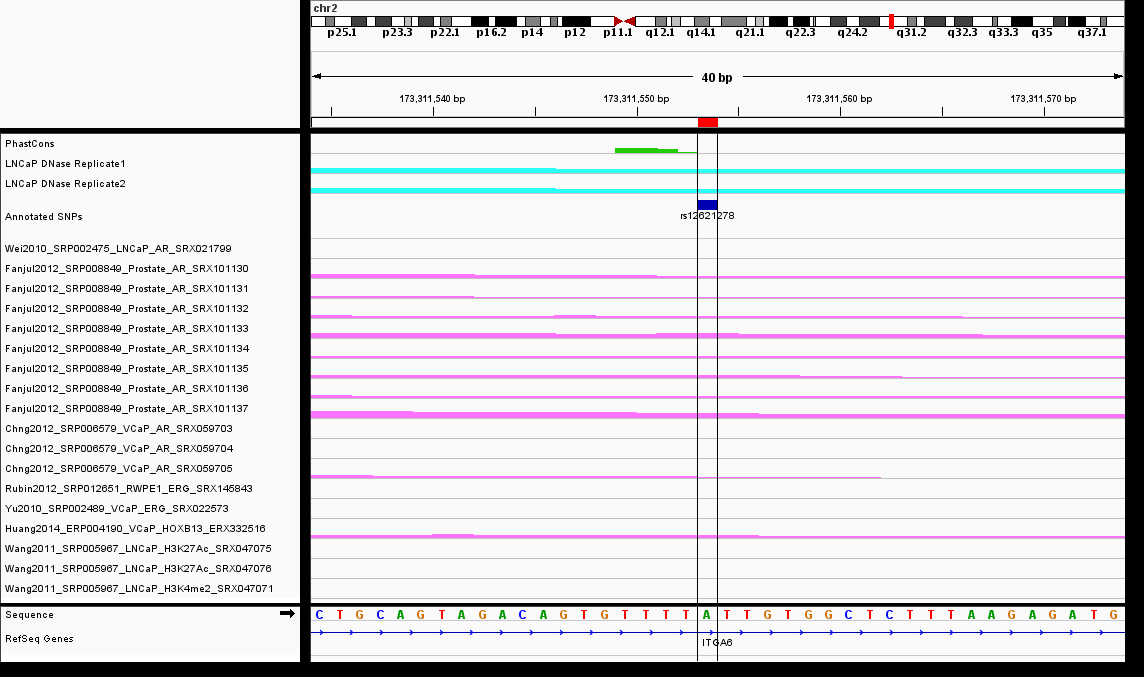 chr2
p25.1 p23.3 p22.1 p16.2 p14 p12 p11.1 q12.1 q14.1 q21.1 q22.3 q24.2 q31.2 q32.3 q33.3 q35 q37.1
40 bp
173,311,540 bp 173,311,550 bp 173,311,560 bp 173,311,570 bp
PhastCons
LNCaP DNase Replicate1
LNCaP DNase Replicate2
Annotated SNPs
rs12621278
Wei2010_SRP002475_LNCaP_AR_SRX021799
Fanjul2012_SRP008849_Prostate_AR_SRX101130
Fanjul2012_SRP008849_Prostate_AR_SRX101131
Fanjul2012_SRP008849_Prostate_AR_SRX101132
Fanjul2012_SRP008849_Prostate_AR_SRX101133
Fanjul2012_SRP008849_Prostate_AR_SRX101134
Fanjul2012_SRP008849_Prostate_AR_SRX101135
Fanjul2012_SRP008849_Prostate_AR_SRX101136
Fanjul2012_SRP008849_Prostate_AR_SRX101137
Chng2012_SRP006579_VCaP_AR_SRX059703
Chng2012_SRP006579_VCaP_AR_SRX059704
Chng2012_SRP006579_VCaP_AR_SRX059705
Rubin2012_SRP012651_RWPE1_ERG_SRX145843
Yu2010_SRP002489_VCaP_ERG_SRX022573
Huang2014_ERP004190_VCaP_HOXB13_ERX332516
Wang2011_SRP005967_LNCaP_H3K27Ac_SRX047075
Wang2011_SRP005967_LNCaP_H3K27Ac_SRX047076
Wang2011_SRP005967_LNCaP_H3K4me2_SRX047071
Sequence C T G C A G T A G A C A G T G T T T T A T T G T G G C T C T T T A A G A G A T G
RefSeq Genes
ITGA6